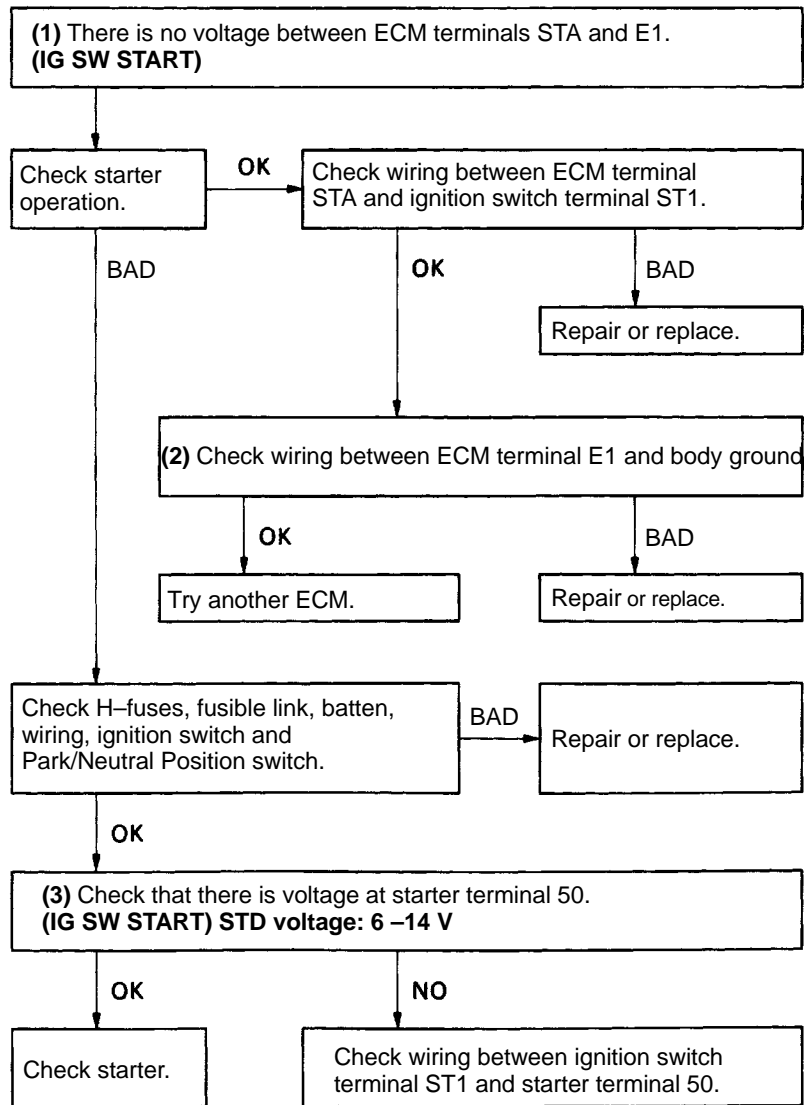 (1) There is no voltage between ECM terminals STA and E1.
(IG SW START)
Check starter
operation.
OK
Check wiring between ECM terminal
STA and ignition switch terminal ST1.
BAD
OK
BAD
Repair or replace.
(2) Check wiring between ECM terminal E1 and body ground
OK
BAD
Try another ECM.
Repair or replace.
Check H–fuses, fusible link, batten,
wiring, ignition switch and
Park/Neutral Position switch.
BAD
Repair or replace.
OK
(3) Check that there is voltage at starter terminal 50.
(IG SW START) STD voltage: 6 –14 V
OK
NO
Check starter.
Check wiring between ignition switch
terminal ST1 and starter terminal 50.